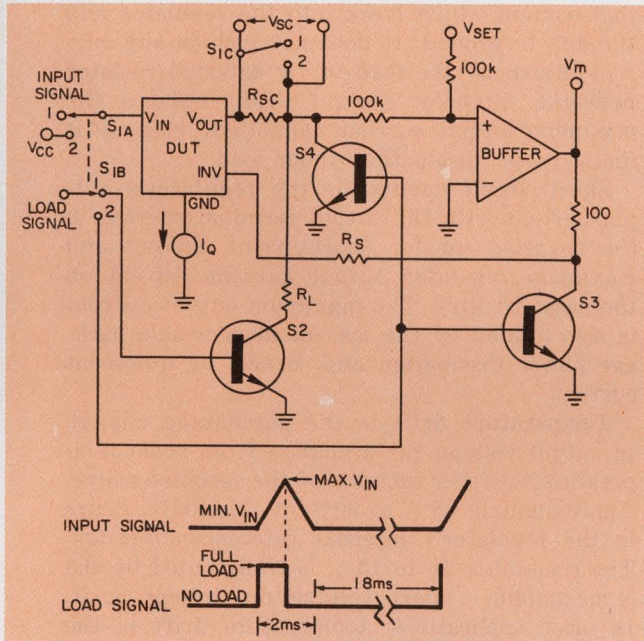 VSC
S1C
1
2
VSET
Vm
100k
INPUT SIGNAL
1
2
VCC
S1A
VIN
VOUT
DUT
INV
GND
RSC
100k
S4
+
BUFFER
−
100
S1B
1
2
LOAD SIGNAL
IQ
RS
RL
S2
S3
MAX. VIN
MIN. VIN
INPUT SIGNAL
FULL LOAD
LOAD SIGNAL
NO LOAD
18ms
2ms